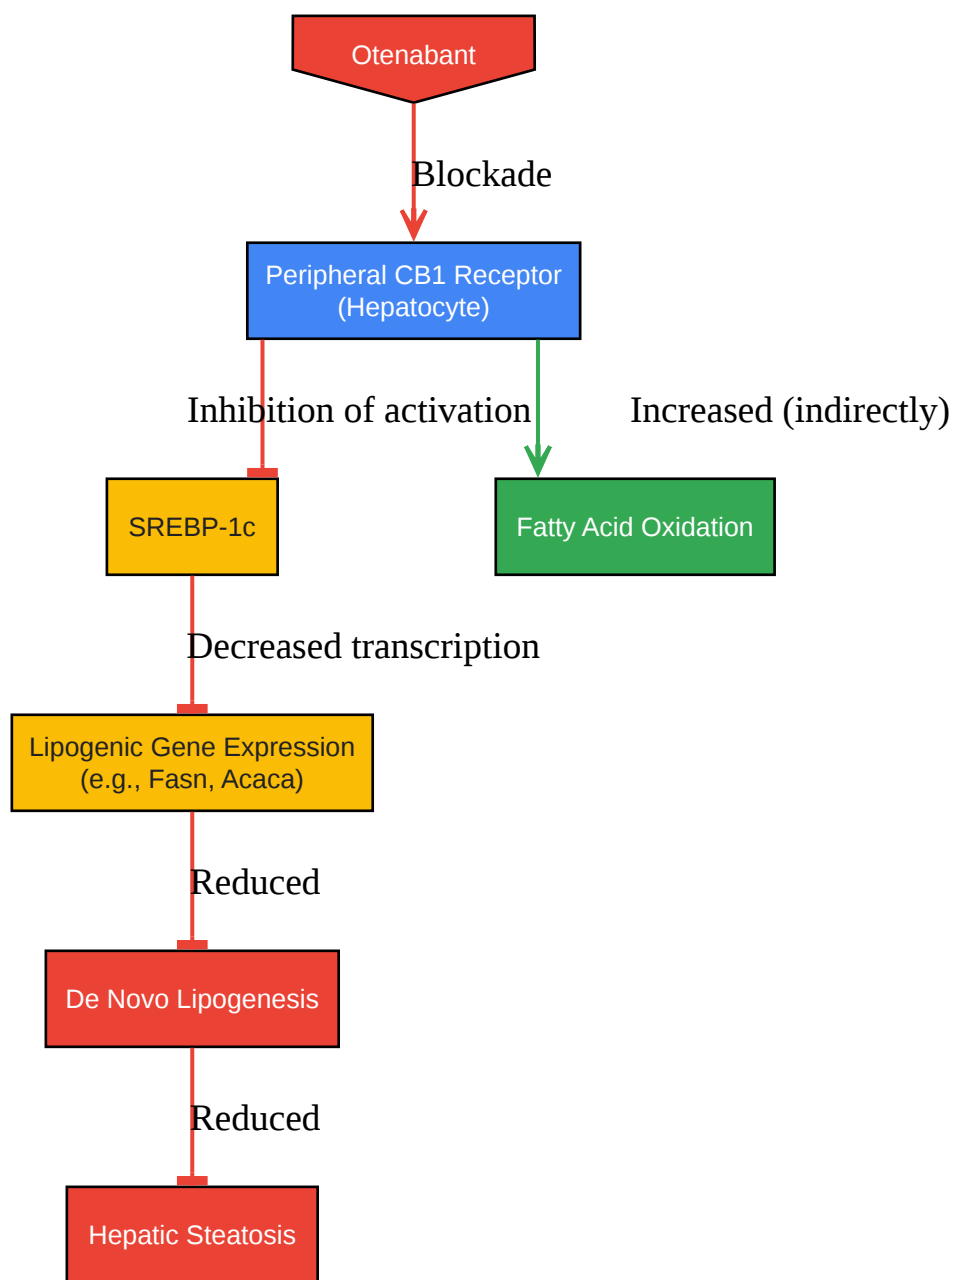 Otenabant
Blockade
Peripheral CB1 Receptor
(Hepatocyte)
Inhibition of activation
Increased (indirectly)
SREBP-1c
Fatty Acid Oxidation
Decreased transcription
Lipogenic Gene Expression
(e.g., Fasn, Acaca)
Reduced
De Novo Lipogenesis
Reduced
Hepatic Steatosis